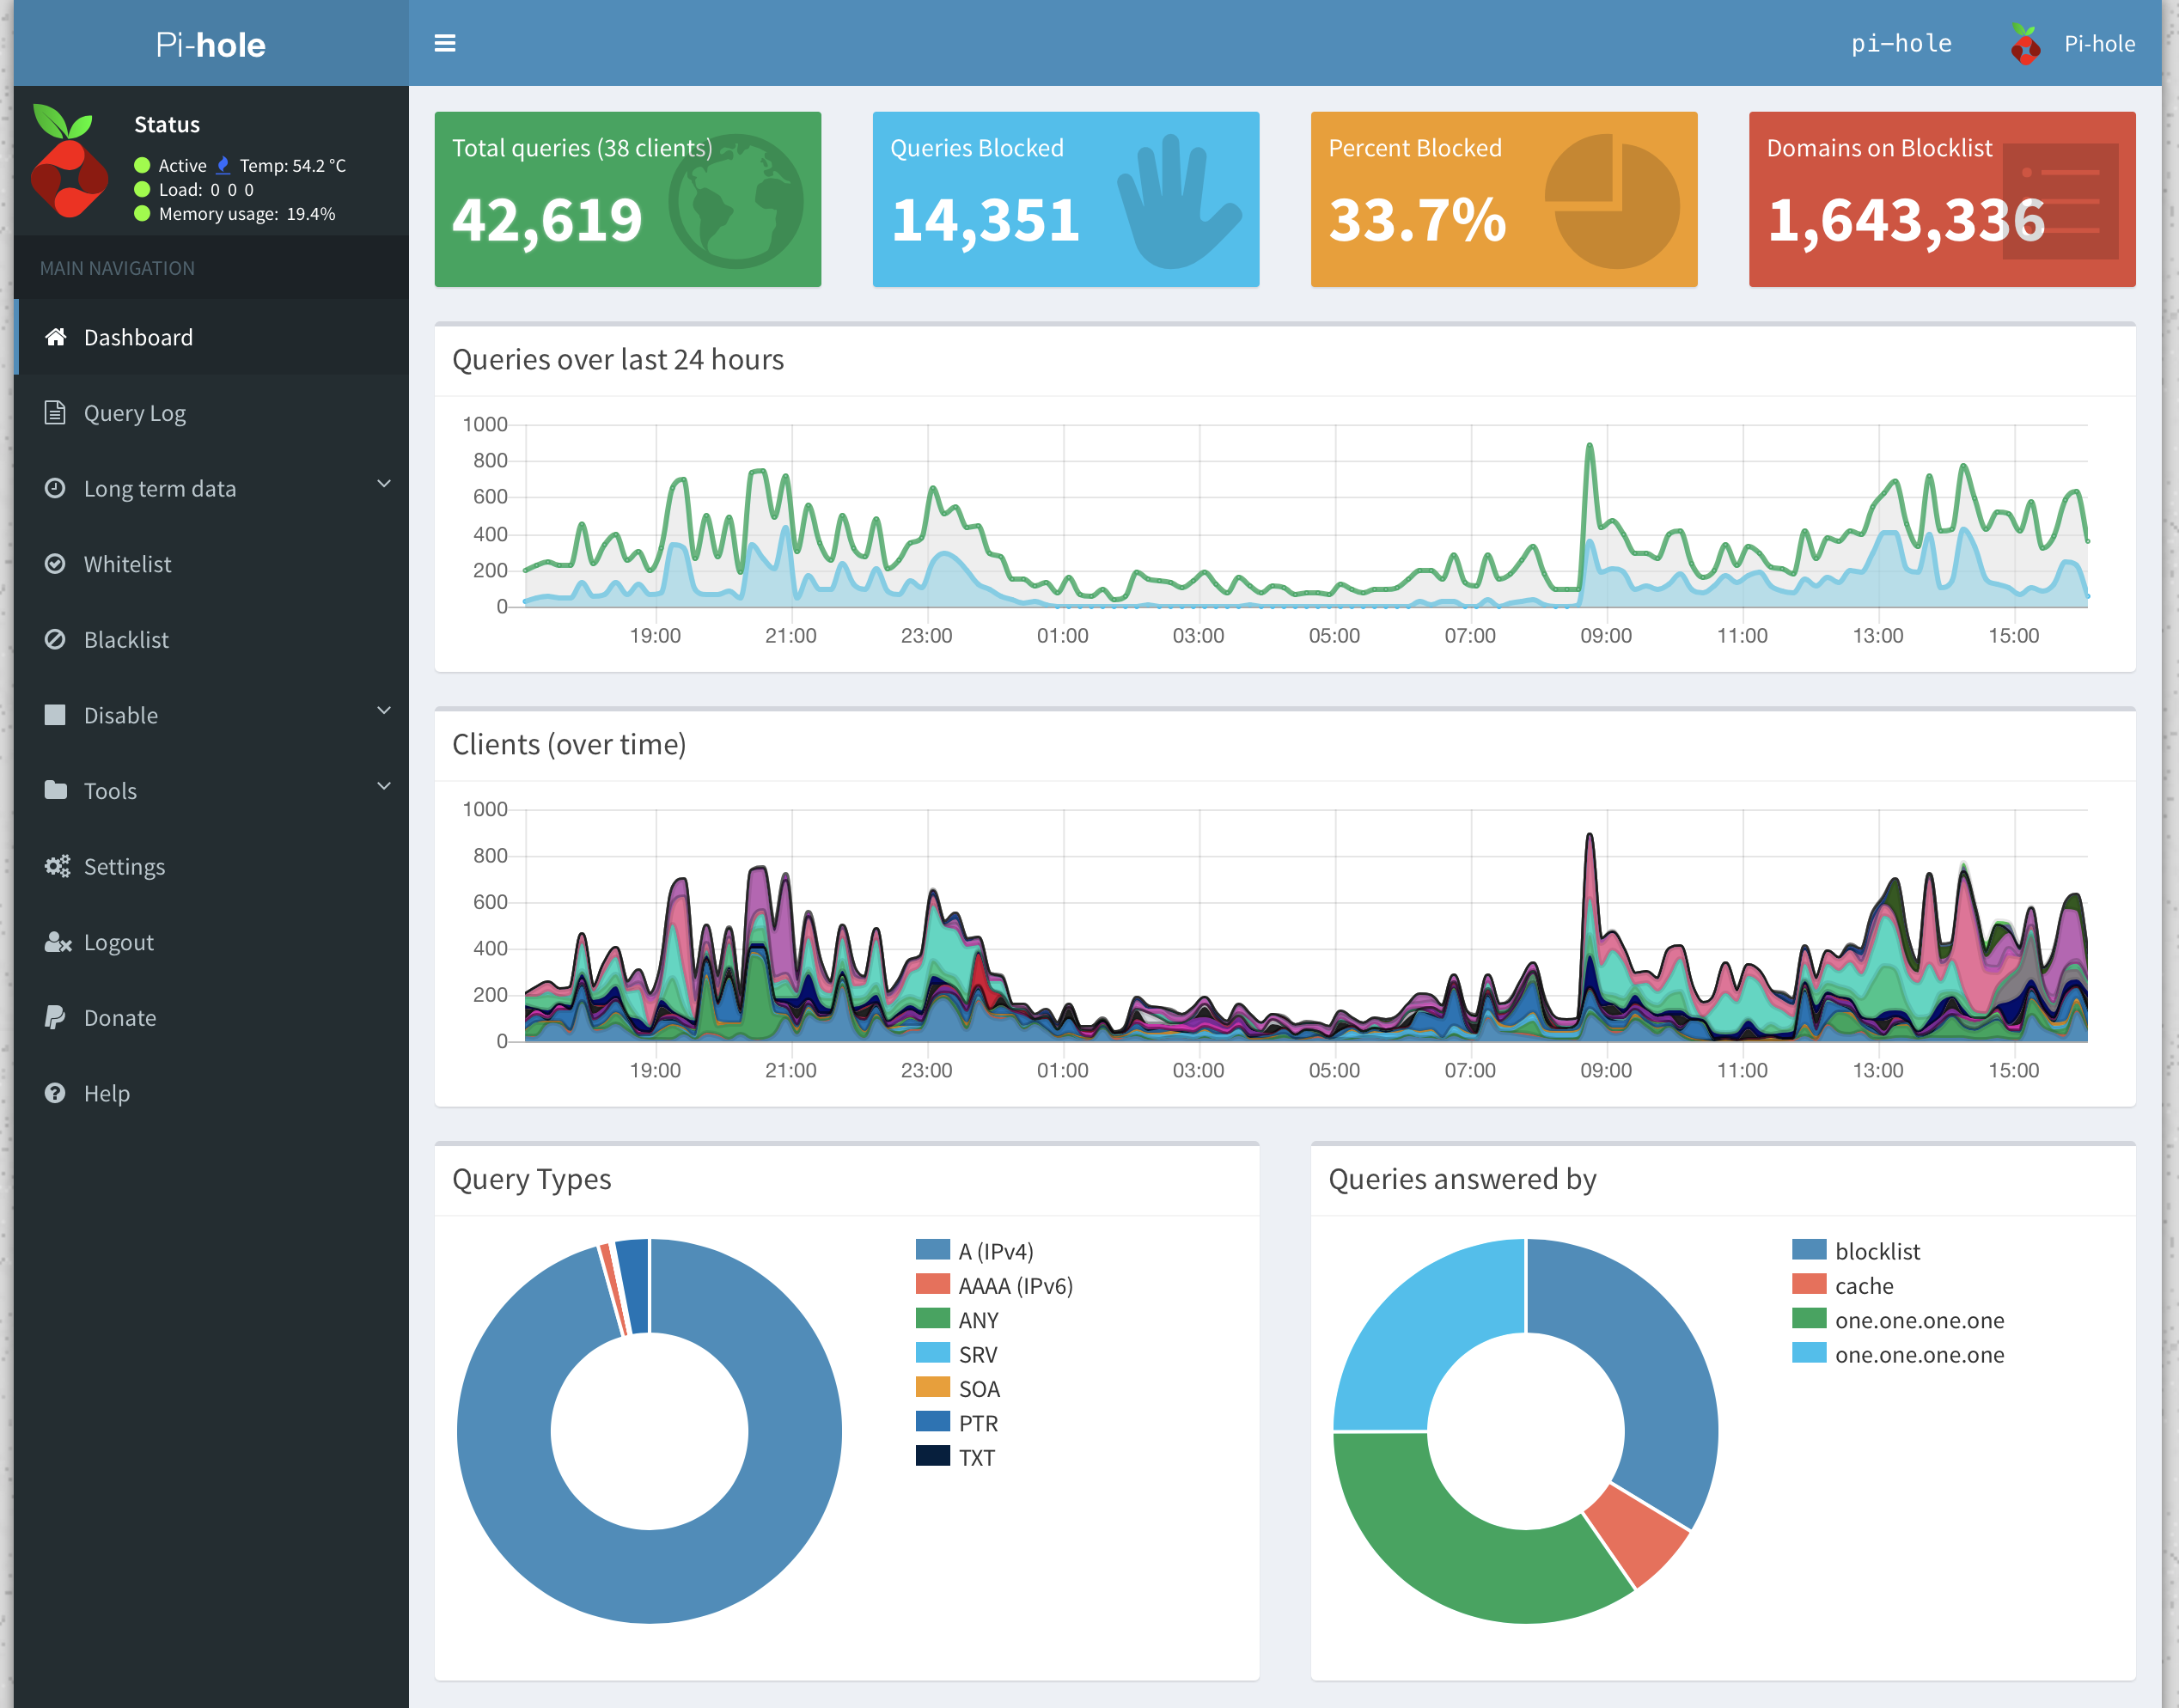 Pi-hole
pi-hole
Pi-hole
Status
Active Temp: 54.2 °C
Load: 0 0 0
Memory usage: 19.4%
MAIN NAVIGATION
Dashboard
Query Log
Long term data
Whitelist
Blacklist
Disable
Tools
Settings
Logout
Donate
Help
Total queries (38 clients)
42,619
Queries Blocked
14,351
Percent Blocked
33.7%
Domains on Blocklist
1,643,336
Queries over last 24 hours
1000
800
600
400
200
0
19:00 21:00 23:00 01:00 03:00 05:00 07:00 09:00 11:00 13:00 15:00
Clients (over time)
1000
800
600
400
200
0
19:00 21:00 23:00 01:00 03:00 05:00 07:00 09:00 11:00 13:00 15:00
Query Types
A (IPv4)
AAAA (IPv6)
ANY
SRV
SOA
PTR
TXT
Queries answered by
blocklist
cache
one.one.one.one
one.one.one.one